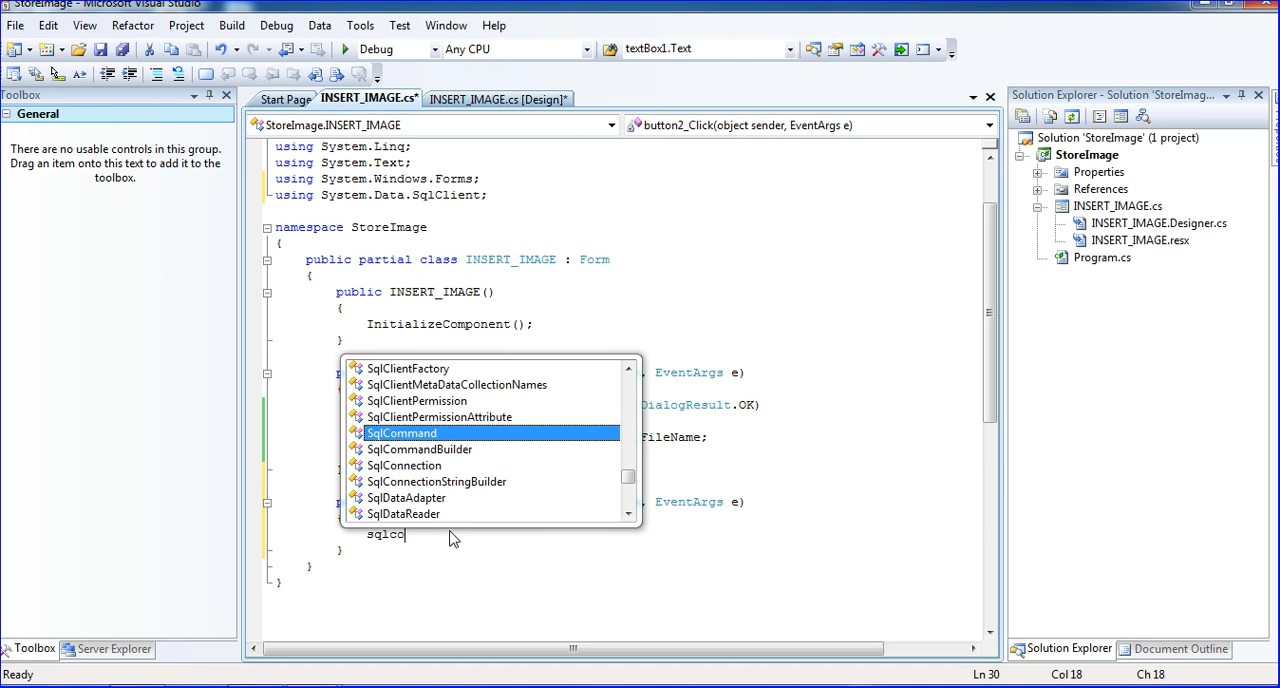 StoreImage - Microsoft Visual Studio
File Edit View Refactor Project Build Debug Data Tools Test Window Help
Debug Any CPU textBox1.Text
Toolbox
General
There are no usable controls in this group.
Drag an item onto this text to add it to the
toolbox.
Toolbox Server Explorer
Start Page INSERT_IMAGE.cs* INSERT_IMAGE.cs [Design]*
StoreImage.INSERT_IMAGE button2_Click(object sender, EventArgs e)
using System.Linq;
using System.Text;
using System.Windows.Forms;
using System.Data.SqlClient;
namespace StoreImage
{
public partial class INSERT_IMAGE : Form
{
public INSERT_IMAGE()
{
InitializeComponent();
}
, EventArgs e)
DialogResult.OK)
FileName;
, EventArgs e)
SqlClientFactory
SqlClientMetaDataCollectionNames
SqlClientPermission
SqlClientPermissionAttribute
SqlCommand
SqlCommandBuilder
SqlConnection
SqlConnectionStringBuilder
SqlDataAdapter
SqlDataReader
sqlco
}
}
}
Solution Explorer - Solution 'StoreImag...
Solution 'StoreImage' (1 project)
StoreImage
Properties
References
INSERT_IMAGE.cs
INSERT_IMAGE.Designer.cs
INSERT_IMAGE.resx
Program.cs
Solution Explorer Document Outline
Ready Ln 30 Col 18 Ch 18